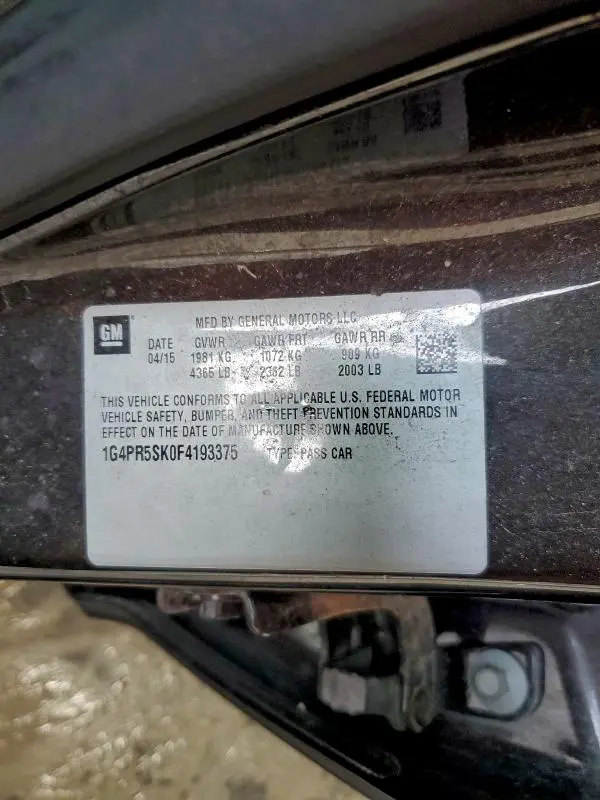 GM
MFD BY GENERAL MOTORS LLC
DATE GVWR GAWR FRT GAWR RR
04/15 1981 KG 1072 KG 909 KG
4365 LB 2362 LB 2003 LB
THIS VEHICLE CONFORMS TO ALL APPLICABLE U.S. FEDERAL MOTOR
VEHICLE SAFETY, BUMPER, AND THEFT PREVENTION STANDARDS IN
EFFECT ON THE DATE OF MANUFACTURE SHOWN ABOVE.
1G4PR5SK0F4193375 TYPE: PASS CAR